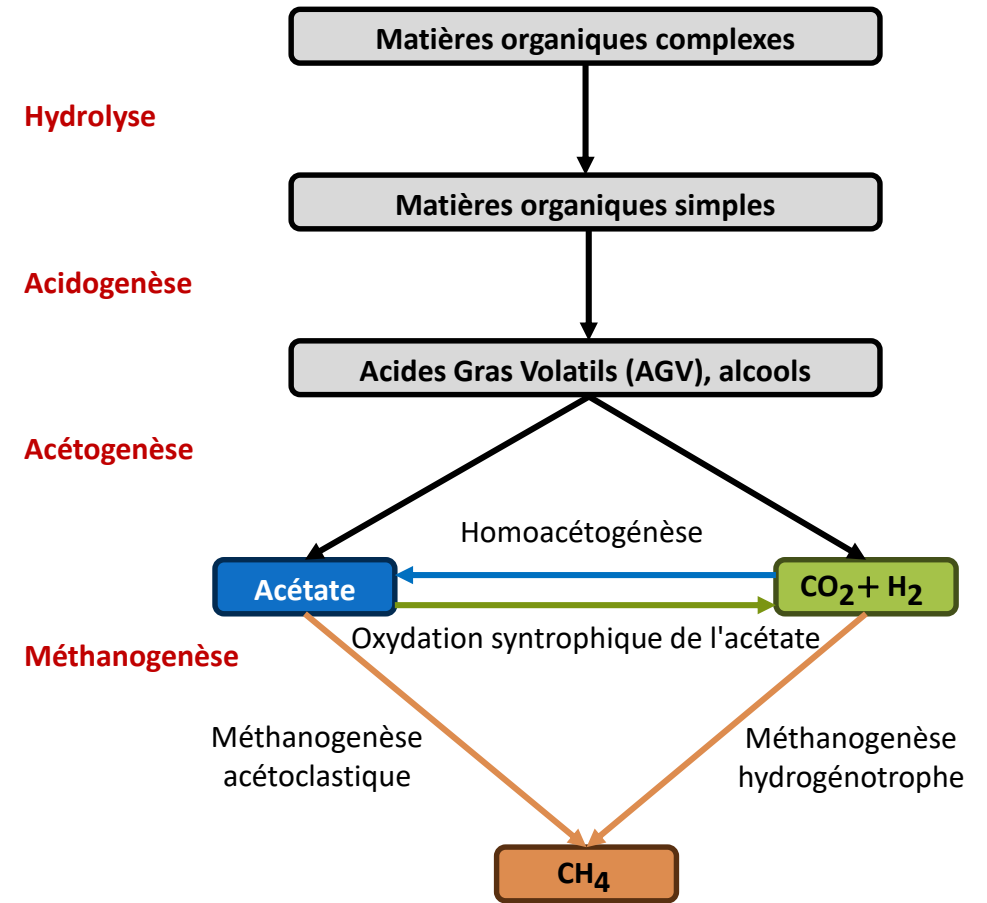 Matières organiques complexes
Hydrolyse
Matières organiques simples
Acidogenèse
Acides Gras Volatils (AGV), alcools
Acétogenèse
Homoacétogénèse
Acétate
CO₂+ H₂
Oxydation syntrophique de l'acétate
Méthanogenèse
Méthanogenèse
acétoclastique
Méthanogenèse
hydrogénotrophe
CH₄